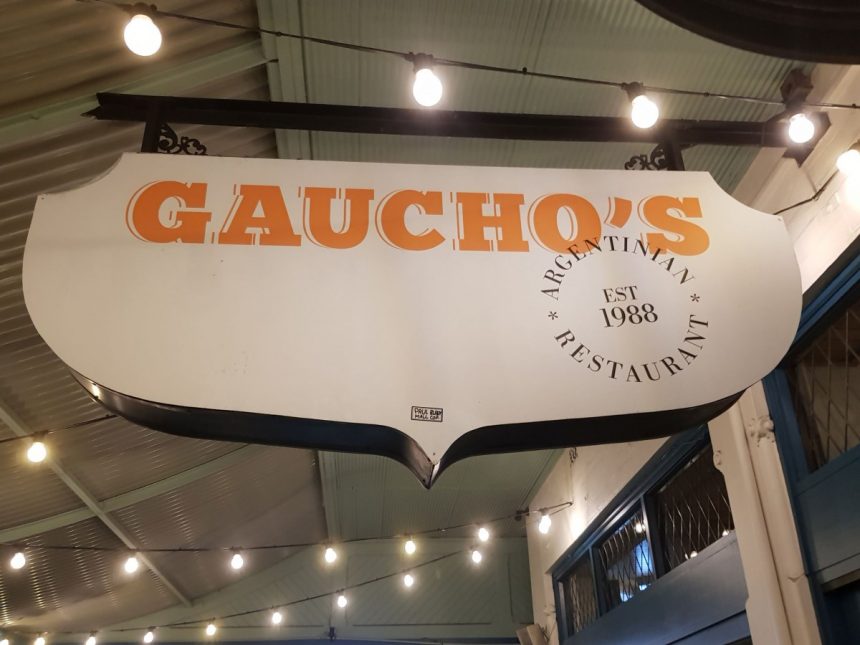 GAUCHO'S
ARGENTINIAN
EST
1988
* RESTAURANT *